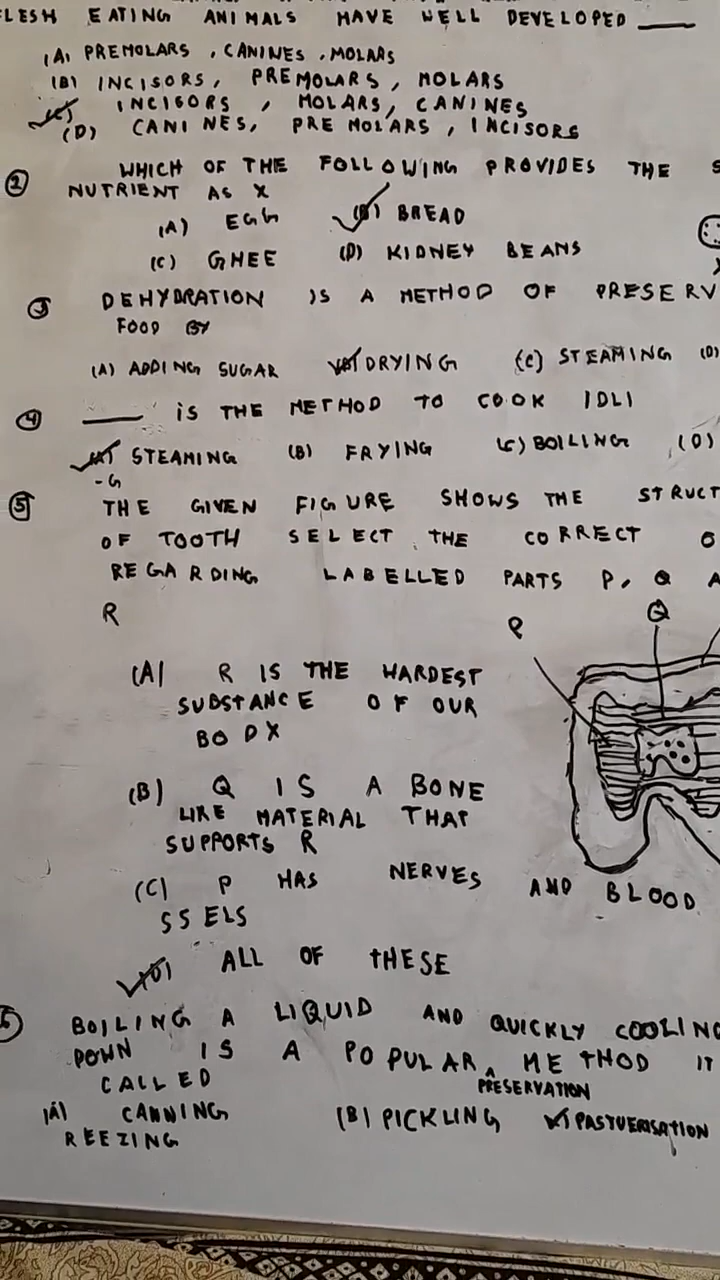 FLESH EATING ANIMALS HAVE WELL DEVELOPED ____
(A) PREMOLARS, CANINES, MOLARS
(B) INCISORS, PREMOLARS, MOLARS
(C) INCISORS, MOLARS, CANINES
(D) CANINES, PRE MOLARS, INCISORS
② WHICH OF THE FOLLOWING PROVIDES THE S
NUTRIENT AS X
(A) EGG (B) BREAD
(C) GHEE (D) KIDNEY BEANS
③ DEHYDRATION IS A METHOD OF PRESERV
FOOD BY
(A) ADDING SUGAR (B) DRYING (C) STEAMING (D)
④ ____ IS THE METHOD TO COOK IDLI
(A) STEAMING (B) FRYING (C) BOILING (D)
-G
⑤ THE GIVEN FIGURE SHOWS THE STRUCT
OF TOOTH SELECT THE CORRECT O
REGARDING LABELLED PARTS P, Q A
R
P Q
(A) R IS THE HARDEST
SUBSTANCE OF OUR
BODX
(B) Q IS A BONE
LIKE MATERIAL THAT
SUPPORTS R
(C) P HAS NERVES AND BLOOD
SSELS
(D) ALL OF THESE
BOILING A LIQUID AND QUICKLY COOLING
DOWN IS A POPULAR ^ METHOD IT
PRESERVATION
CALLED
(A) CANNING (B) PICKLING (C) PASTUERISATION
REEZING